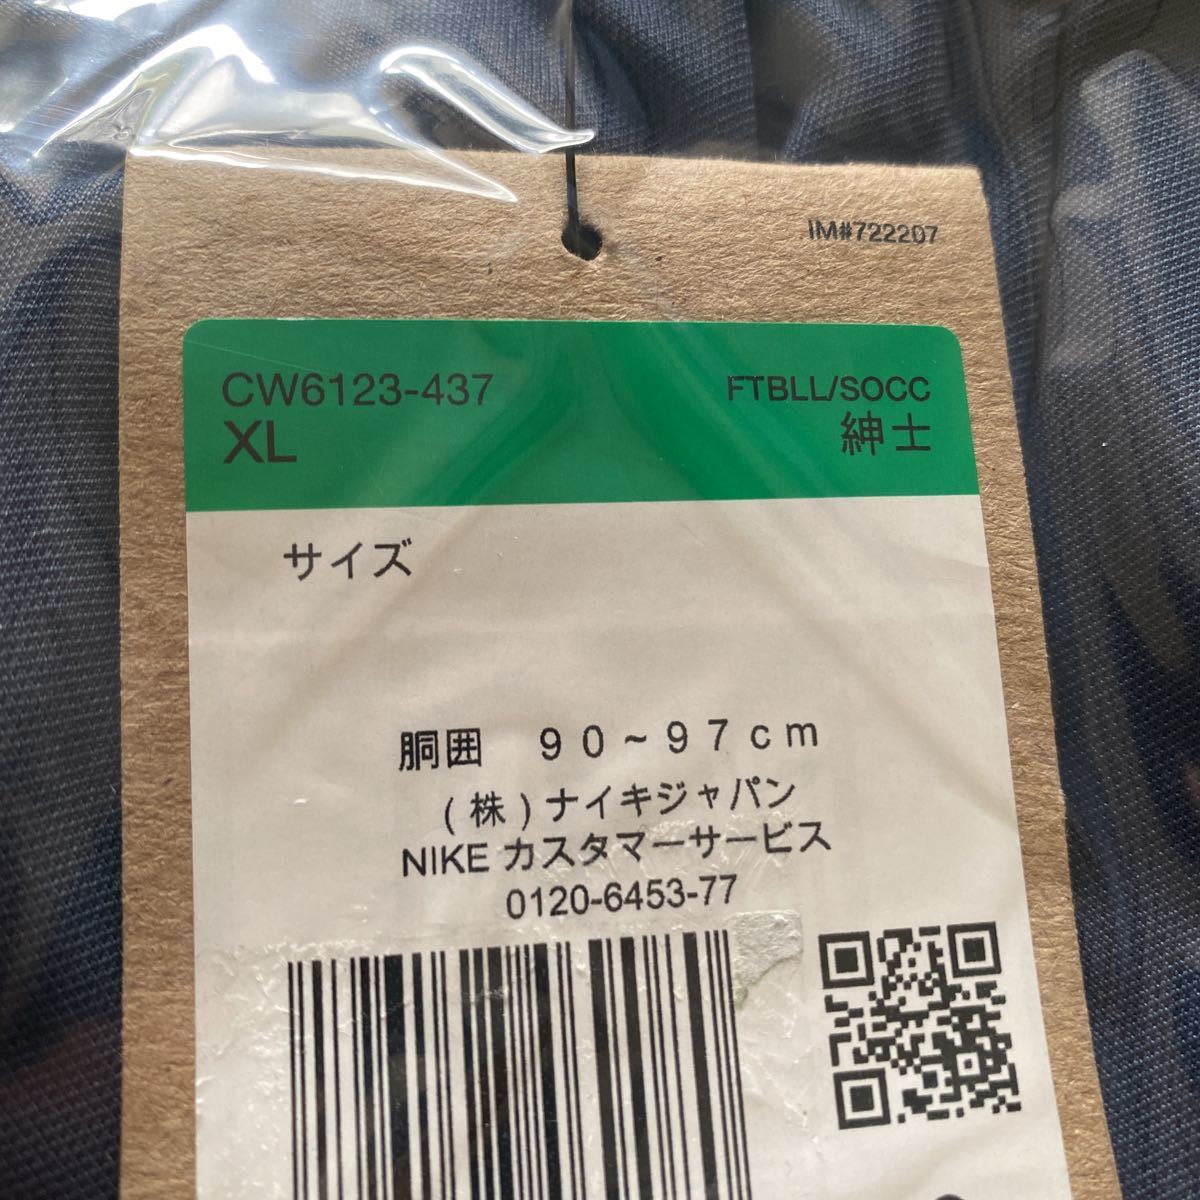 IM#722207
CW6123-437 FTBLL/SOCC
XL 紳士
サイズ
胴囲 90~97cm
(株)ナイキジャパン
NIKE カスタマーサービス
0120-6453-77